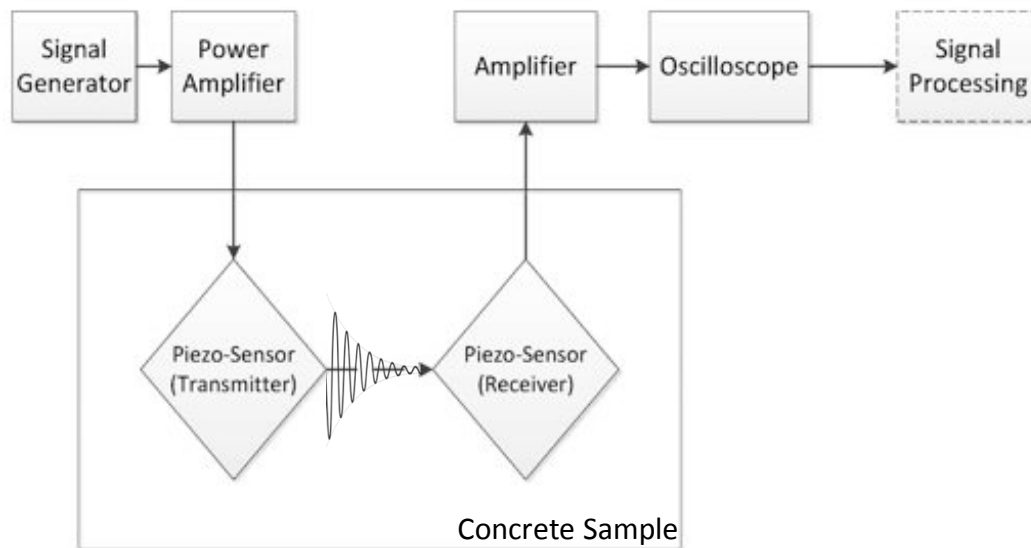 Signal
Generator
Power
Amplifier
Amplifier
Oscilloscope
Signal
Processing
Piezo-Sensor
(Transmitter)
Piezo-Sensor
(Receiver)
Concrete Sample